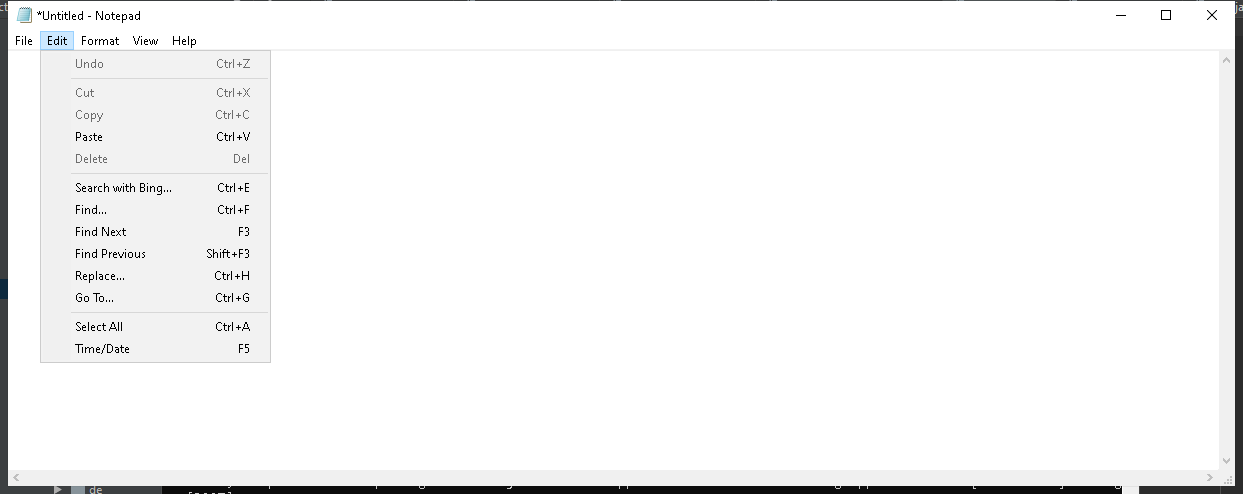 *Untitled - Notepad
File Edit Format View Help
Undo Ctrl+Z
Cut Ctrl+X
Copy Ctrl+C
Paste Ctrl+V
Delete Del
Search with Bing... Ctrl+E
Find... Ctrl+F
Find Next F3
Find Previous Shift+F3
Replace... Ctrl+H
Go To... Ctrl+G
Select All Ctrl+A
Time/Date F5
de